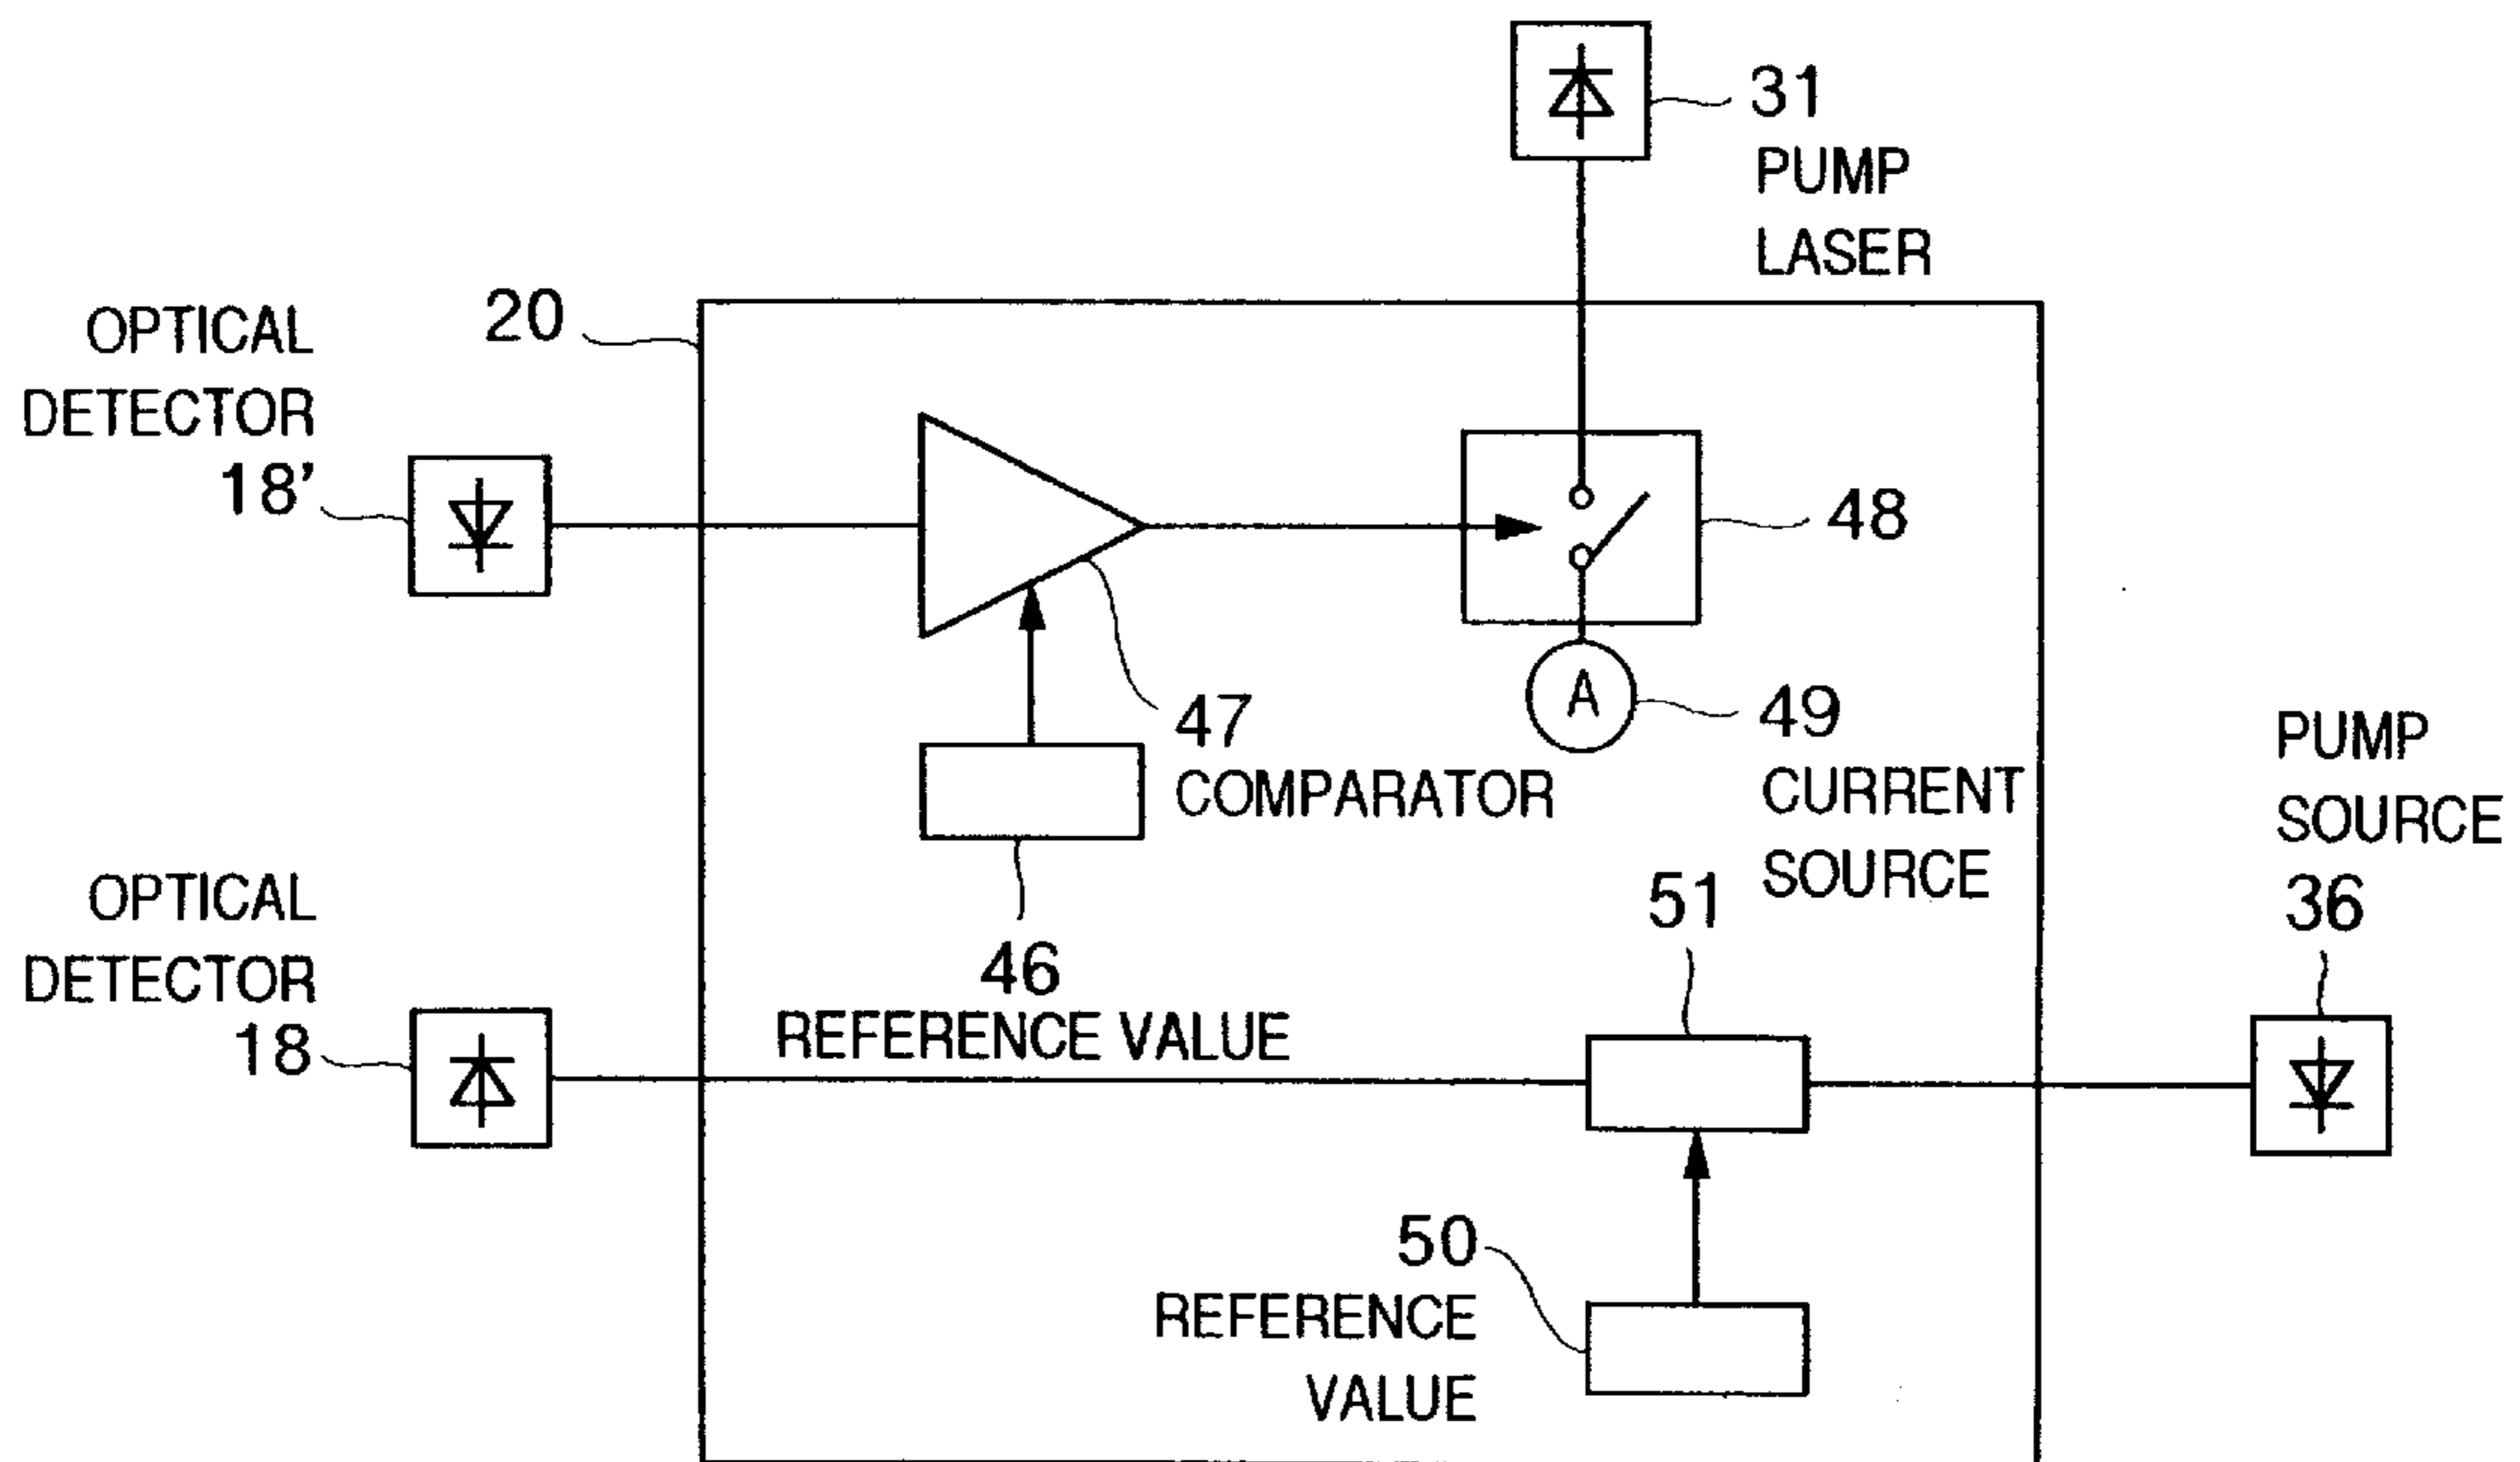 31
PUMP
LASER
20
OPTICAL
DETECTOR
18'
48
A
49
CURRENT
SOURCE
47
COMPARATOR
46
REFERENCE VALUE
PUMP
SOURCE
36
OPTICAL
DETECTOR
18
51
50
REFERENCE
VALUE